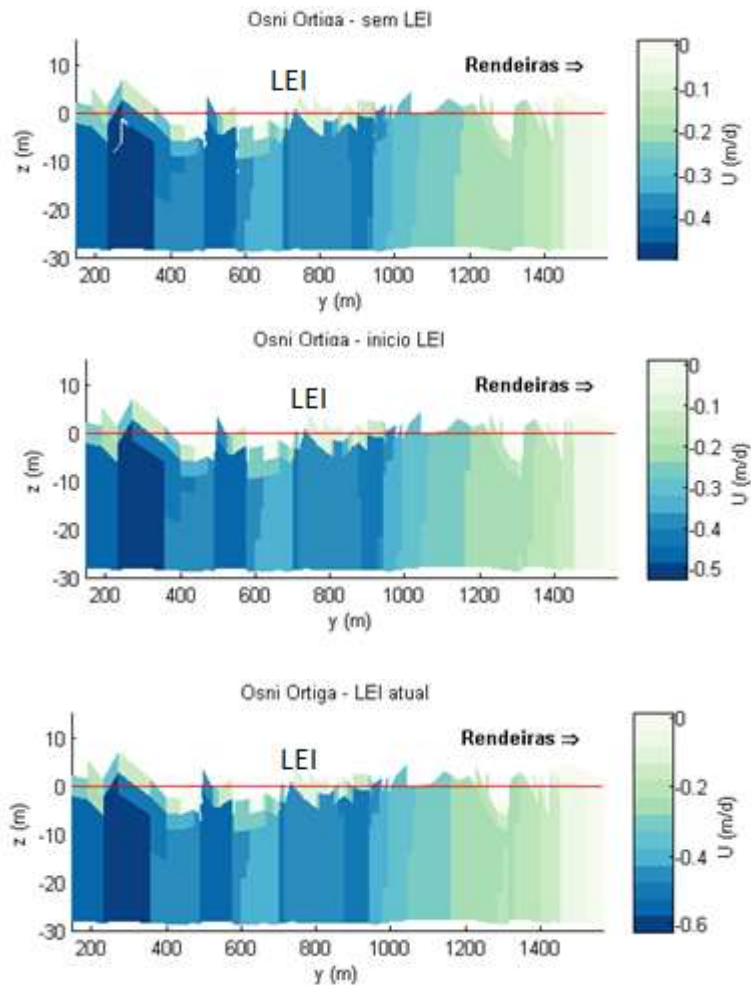 Osni Ortiga - sem LEI
LEI
Rendeiras ⇒
10
0
-10
-20
-30
z (m)
200 400 600 800 1000 1200 1400
y (m)
0
-0.1
-0.2
-0.3
-0.4
U (m/d)
Osni Ortiga - inicio LEI
LEI
Rendeiras ⇒
10
0
-10
-20
-30
z (m)
200 400 600 800 1000 1200 1400
y (m)
0
-0.1
-0.2
-0.3
-0.4
-0.5
U (m/d)
Osni Ortiga - LEI atual
LEI
Rendeiras ⇒
10
0
-10
-20
-30
z (m)
200 400 600 800 1000 1200 1400
y (m)
0
-0.2
-0.4
-0.6
U (m/d)